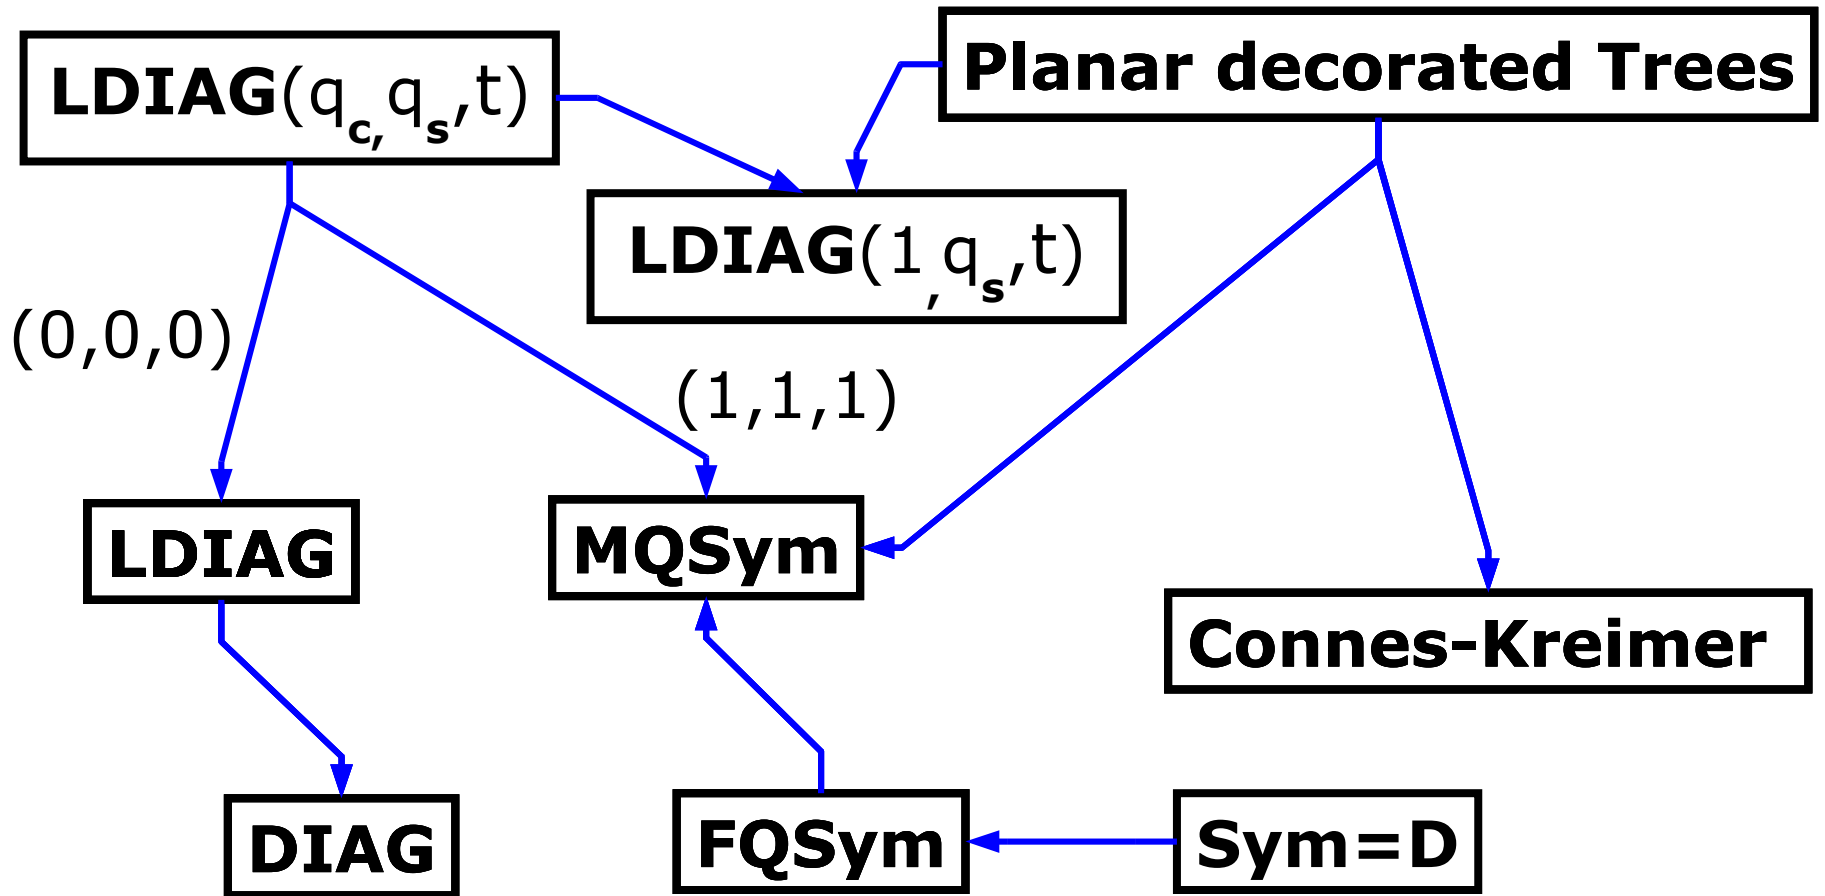 Planar decorated Trees
LDIAG(qc,qs,t)
LDIAG(1,qs,t)
(0,0,0)
(1,1,1)
LDIAG
MQSym
Connes-Kreimer
DIAG
FQSym
Sym=D